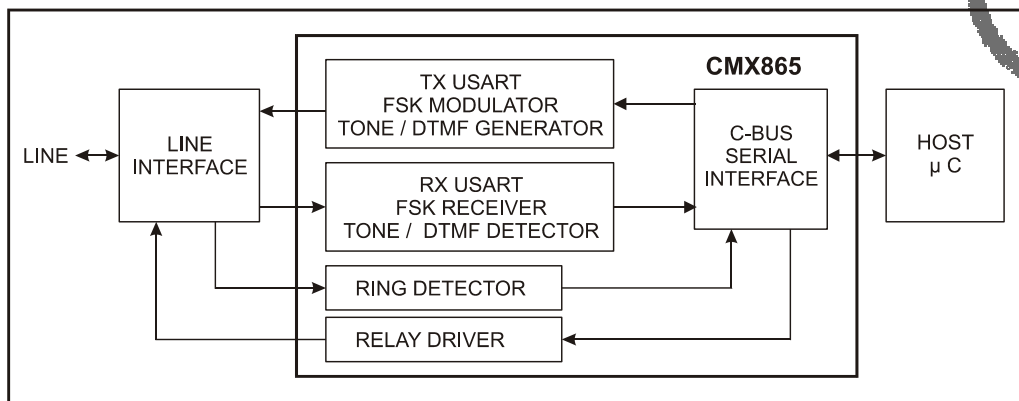 CMX865
TX USART
FSK MODULATOR
TONE / DTMF GENERATOR
LINE
LINE
INTERFACE
C-BUS
SERIAL
INTERFACE
HOST
µ C
RX USART
FSK RECEIVER
TONE / DTMF DETECTOR
RING DETECTOR
RELAY DRIVER